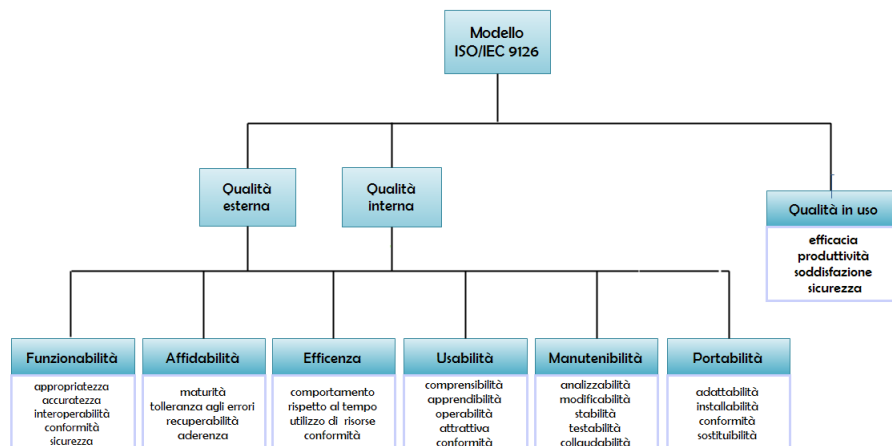 Modello
ISO/IEC 9126
Qualità
esterna
Qualità
interna
Qualità in uso
efficacia
produttività
soddisfazione
sicurezza
Funzionabilità
appropriatezza
accuratezza
interoperabilità
conformità
sicurezza
Affidabilità
maturità
tolleranza agli errori
recuperabilità
aderenza
Efficenza
comportamento
rispetto al tempo
utilizzo di risorse
conformità
Usabilità
comprensibilità
apprendibilità
operabilità
attrattiva
conformità
Manutenibilità
analizzabilità
modificabilità
stabilità
testabilità
collaudabilità
Portabilità
adattabilità
installabilità
conformità
sostituibilità